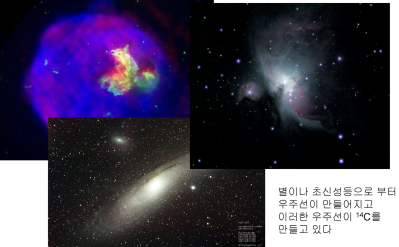 별이나 초신성등으로 부터
우주선이 만들어지고
이러한 우주선이 ¹⁴C를
만들고 있다